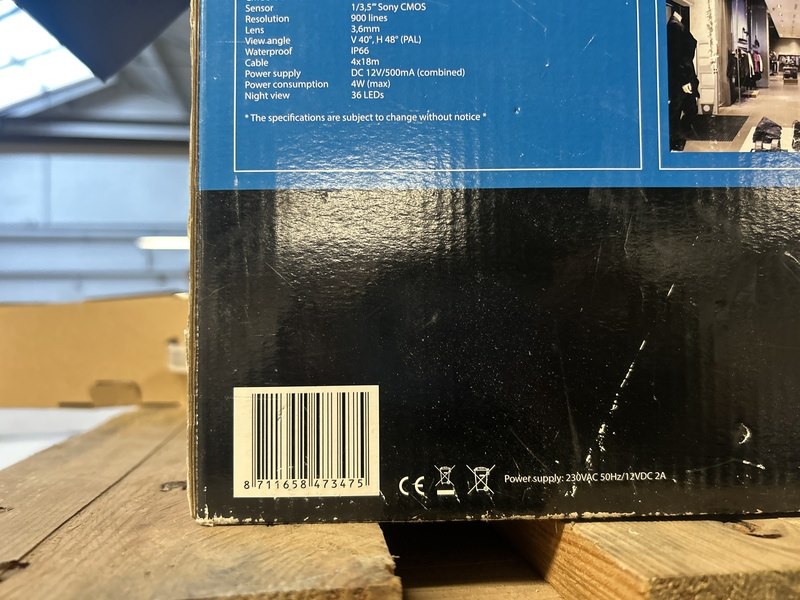 Sensor 1/3,5"" Sony CMOS
Resolution 900 lines
Lens 3,6mm
View angle V 40°, H 48° (PAL)
Waterproof IP66
Cable 4x18m
Power supply DC 12V/500mA (combined)
Power consumption 4W (max)
Night view 36 LEDs
* The specifications are subject to change without notice *
8 711658 473475
CE
Power supply: 230VAC 50Hz/12VDC 2A